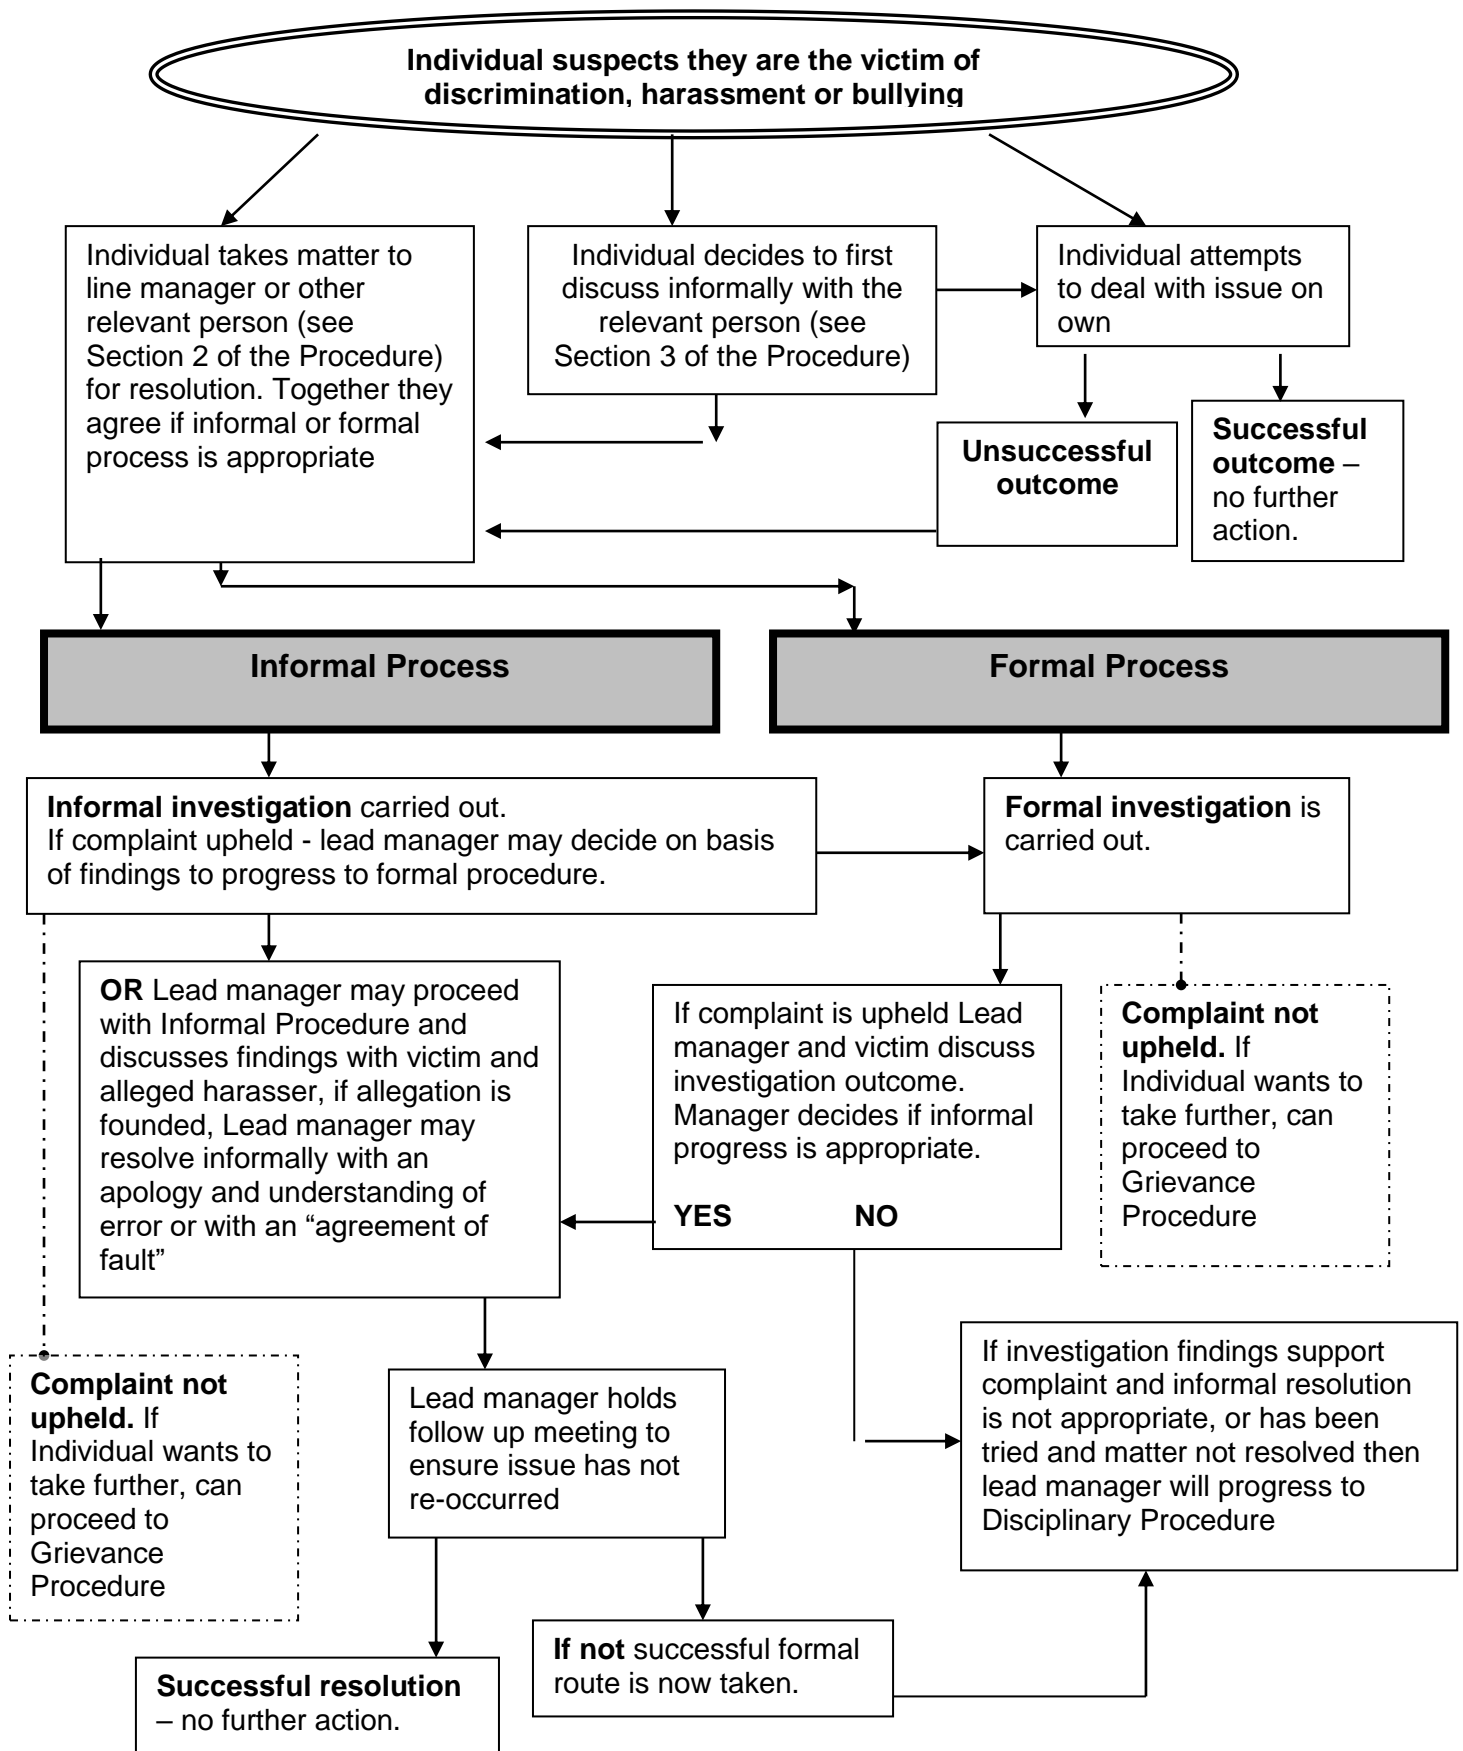 Individual suspects they are the victim of
discrimination, harassment or bullying
Individual takes matter to
line manager or other
relevant person (see
Section 2 of the Procedure)
for resolution. Together they
agree if informal or formal
process is appropriate
Individual decides to first
discuss informally with the
relevant person (see
Section 3 of the Procedure)
Individual attempts
to deal with issue on
own
Unsuccessful
outcome
Successful
outcome –
no further
action.
Informal Process
Formal Process
Informal investigation carried out.
If complaint upheld - lead manager may decide on basis
of findings to progress to formal procedure.
Formal investigation is
carried out.
OR Lead manager may proceed
with Informal Procedure and
discusses findings with victim and
alleged harasser, if allegation is
founded, Lead manager may
resolve informally with an
apology and understanding of
error or with an “agreement of
fault”
If complaint is upheld Lead
manager and victim discuss
investigation outcome.
Manager decides if informal
progress is appropriate.
YES NO
Complaint not
upheld. If
Individual wants to
take further, can
proceed to
Grievance
Procedure
Complaint not
upheld. If
Individual wants to
take further, can
proceed to
Grievance
Procedure
Lead manager holds
follow up meeting to
ensure issue has not
re-occurred
If investigation findings support
complaint and informal resolution
is not appropriate, or has been
tried and matter not resolved then
lead manager will progress to
Disciplinary Procedure
If not successful formal
route is now taken.
Successful resolution
– no further action.